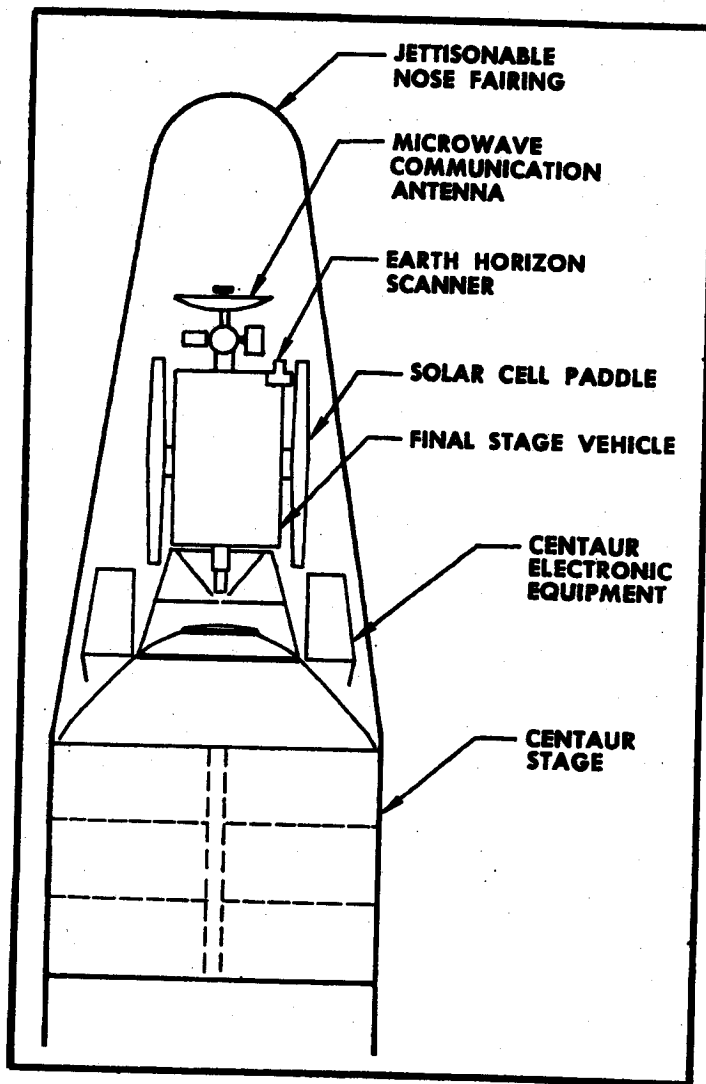 JETTISONABLE
NOSE FAIRING
MICROWAVE
COMMUNICATION
ANTENNA
EARTH HORIZON
SCANNER
SOLAR CELL PADDLE
FINAL STAGE VEHICLE
CENTAUR
ELECTRONIC
EQUIPMENT
CENTAUR
STAGE